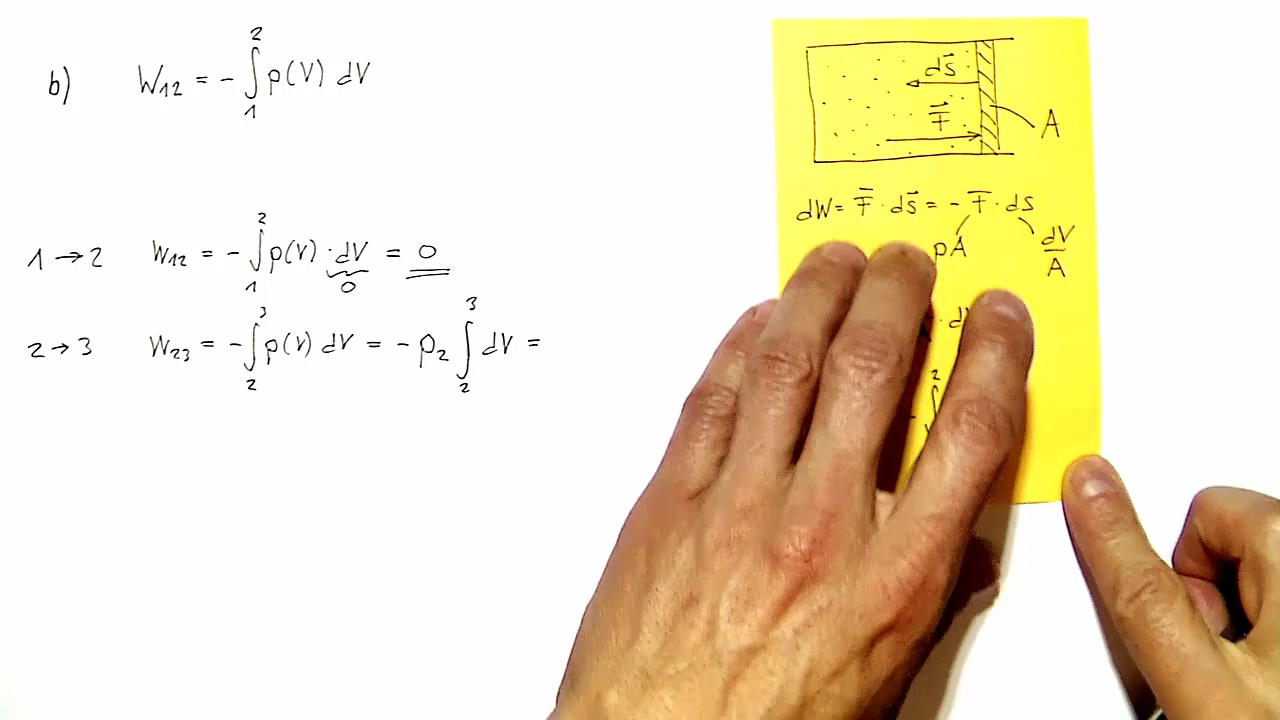 b) W₁₂ = - ∫₁² p(V) dV
1 → 2 W₁₂ = - ∫₁² p(V) · dV = 0
0
2 → 3 W₂₃ = - ∫₂³ p(V) dV = - p₂ ∫₂³ dV =
ds⃗
F⃗
A
dW = F⃗ · ds⃗ = - F · ds
pA dV/A
· d
2